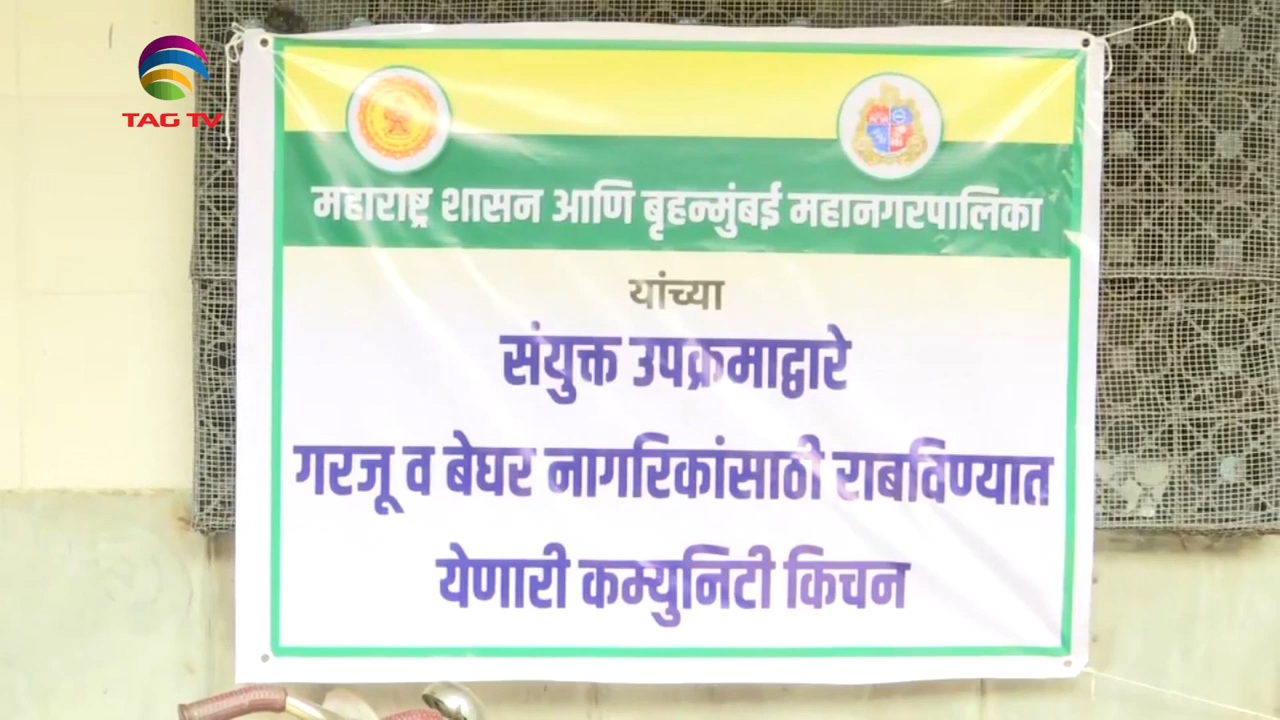 TAG TV
महाराष्ट्र शासन आणि बृहन्मुंबई महानगरपालिका
यांच्या
संयुक्त उपक्रमाद्वारे
गरजू व बेघर नागरिकांसाठी राबविण्यात
येणारी कम्युनिटी किचन